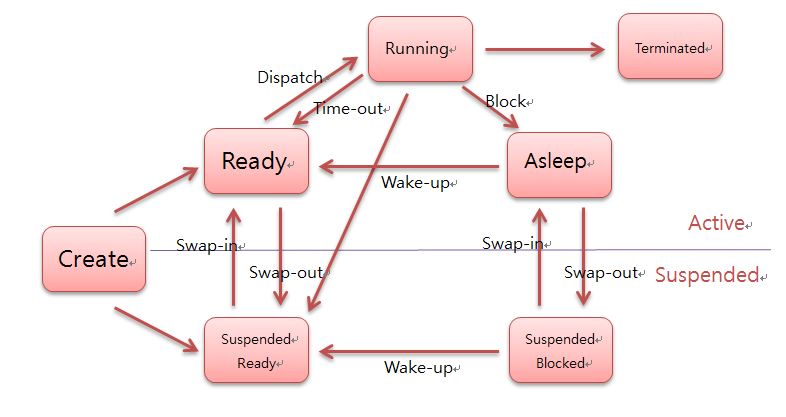 Running↵
Terminated↵
Dispatch↵
Time-out↵
Block↵
Ready↵
Asleep↵
Wake-up↵
Create↵
Swap-in↵
Swap-out↵
Swap-in↵
Swap-out↵
Active↵
Suspended↵
Suspended↵
Ready↵
Suspended↵
Blocked↵
Wake-up↵